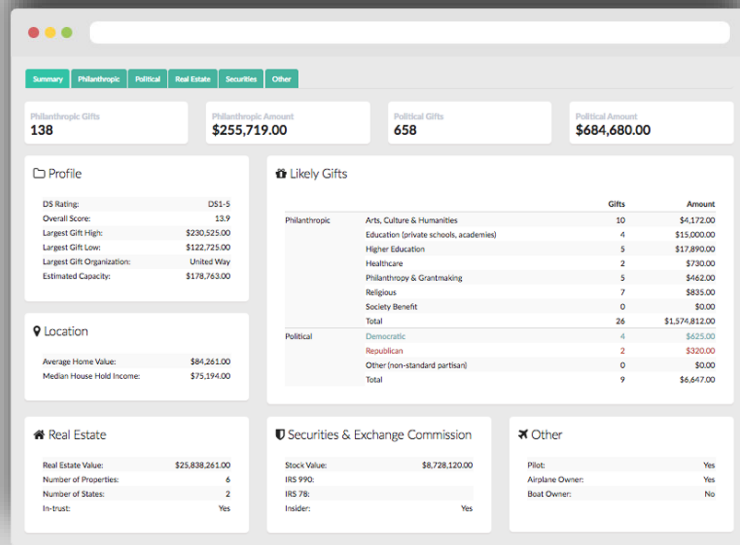 Summary Philanthropic Political Real Estate Securities Other
Philanthropic Gifts
138
Philanthropic Amount
$255,719.00
Political Gifts
658
Political Amount
$684,680.00
Profile
DS Rating: DS1-5
Overall Score: 13.9
Largest Gift High: $230,525.00
Largest Gift Low: $122,725.00
Largest Gift Organization: United Way
Estimated Capacity: $178,763.00
Likely Gifts
Gifts Amount
Philanthropic Arts, Culture & Humanities 10 $4,172.00
Education (private schools, academies) 4 $15,000.00
Higher Education 5 $17,890.00
Healthcare 2 $730.00
Philanthropy & Grantmaking 5 $462.00
Religious 7 $835.00
Society Benefit 0 $0.00
Total 26 $1,574,812.00
Political Democratic 4 $625.00
Republican 2 $320.00
Other (non-standard partisan) 0 $0.00
Total 9 $6,647.00
Location
Average Home Value: $84,261.00
Median House Hold Income: $75,194.00
Real Estate
Real Estate Value: $25,838,261.00
Number of Properties: 6
Number of States: 2
In-trust: Yes
Securities & Exchange Commission
Stock Value: $8,728,120.00
IRS 990:
IRS 78:
Insider: Yes
Other
Pilot: Yes
Airplane Owner: Yes
Boat Owner: No